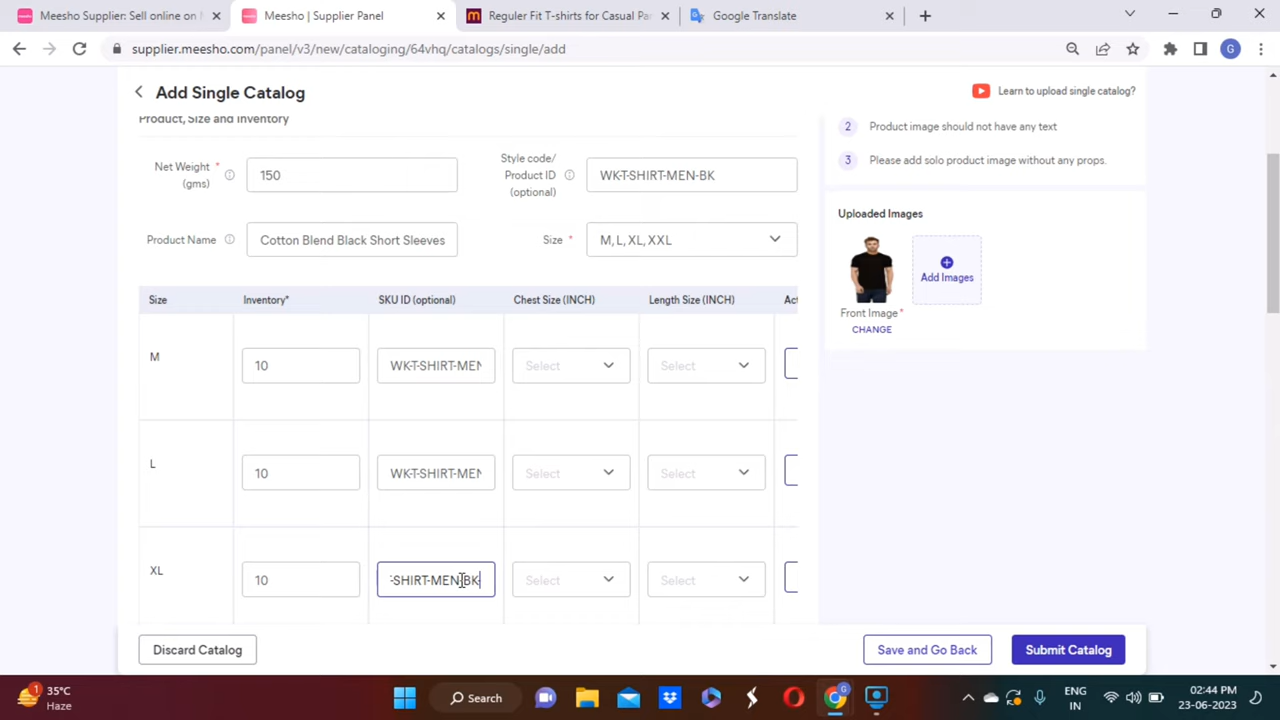 Meesho Supplier: Sell online on M
Meesho | Supplier Panel
Reguler Fit T-shirts for Casual Par
Google Translate
supplier.meesho.com/panel/v3/new/cataloging/64vhq/catalogs/single/add
G
Add Single Catalog
Learn to upload single catalog?
Product, Size and Inventory
2 Product image should not have any text
3 Please add solo product image without any props.
Net Weight * (gms)
150
Style code/ Product ID (optional)
WK-T-SHIRT-MEN-BK
Product Name
Cotton Blend Black Short Sleeves
Size *
M, L, XL, XXL
Uploaded Images
Add Images
Front Image *
CHANGE
Size Inventory* SKU ID (optional) Chest Size (INCH) Length Size (INCH) Act
M 10 WK-T-SHIRT-MEN Select Select
L 10 WK-T-SHIRT-MEN Select Select
XL 10 -SHIRT-MEN-BK- Select Select
Discard Catalog
Save and Go Back
Submit Catalog
1
35°C
Haze
Search
G
ENG
IN
02:44 PM
23-06-2023